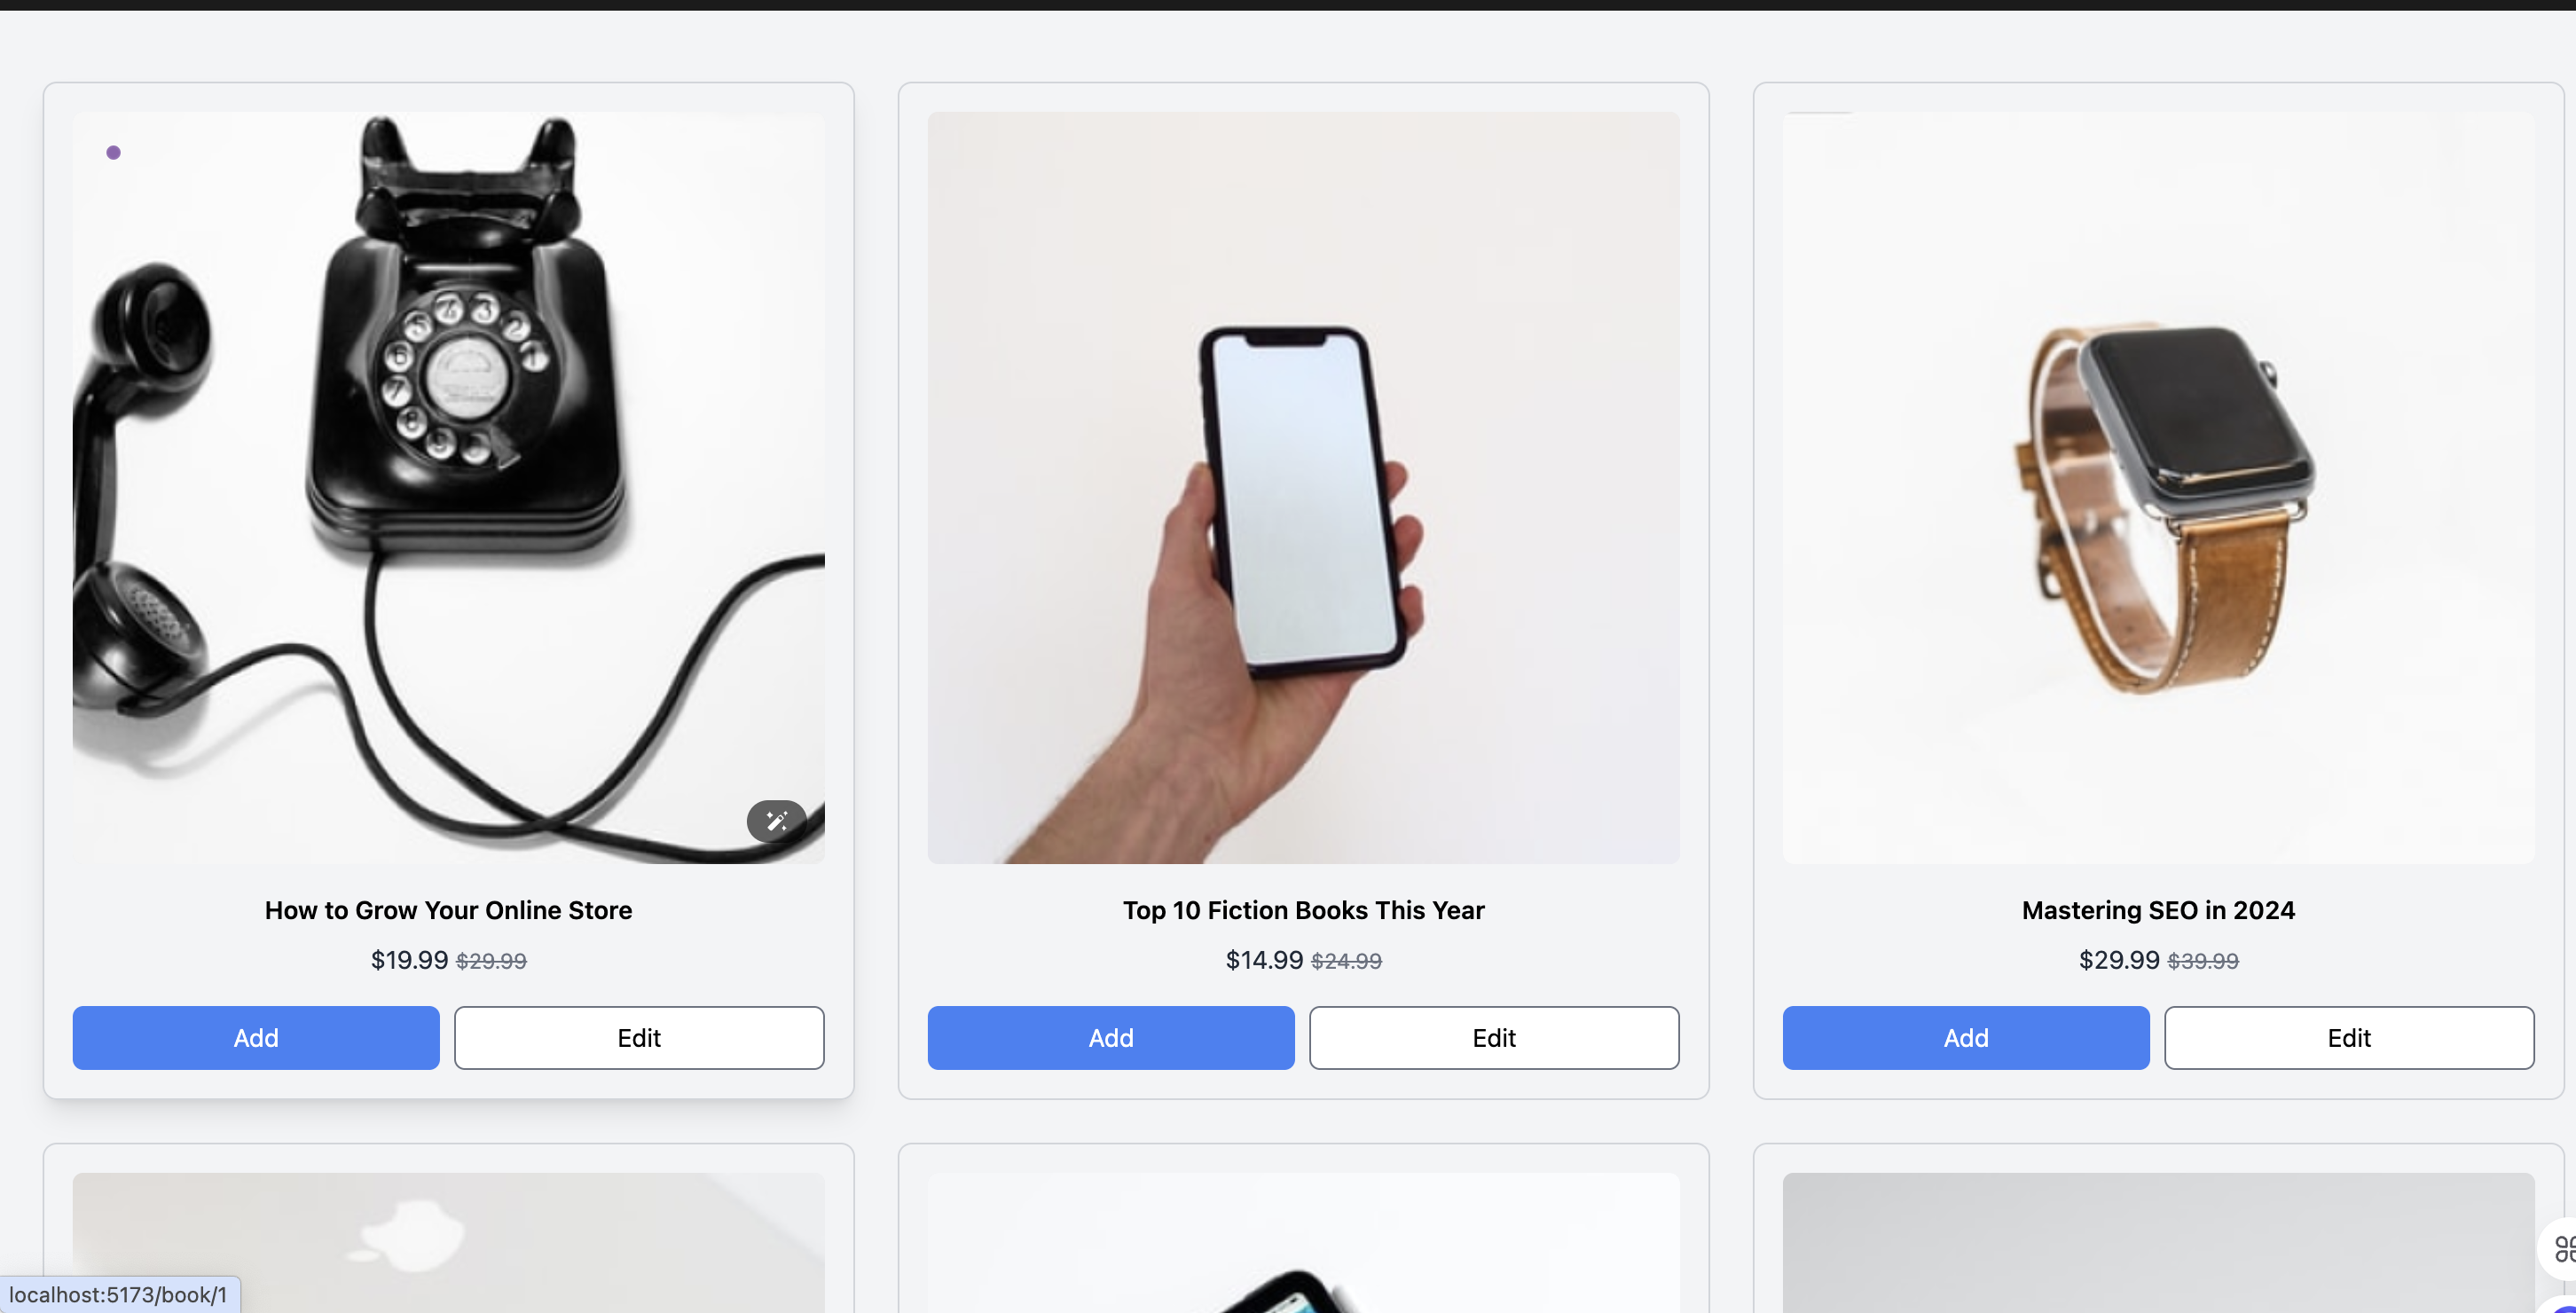 How to Grow Your Online Store
$19.99 $29.99
Add
Edit
Top 10 Fiction Books This Year
$14.99 $24.99
Add
Edit
Mastering SEO in 2024
$29.99 $39.99
Add
Edit
localhost:5173/book/1